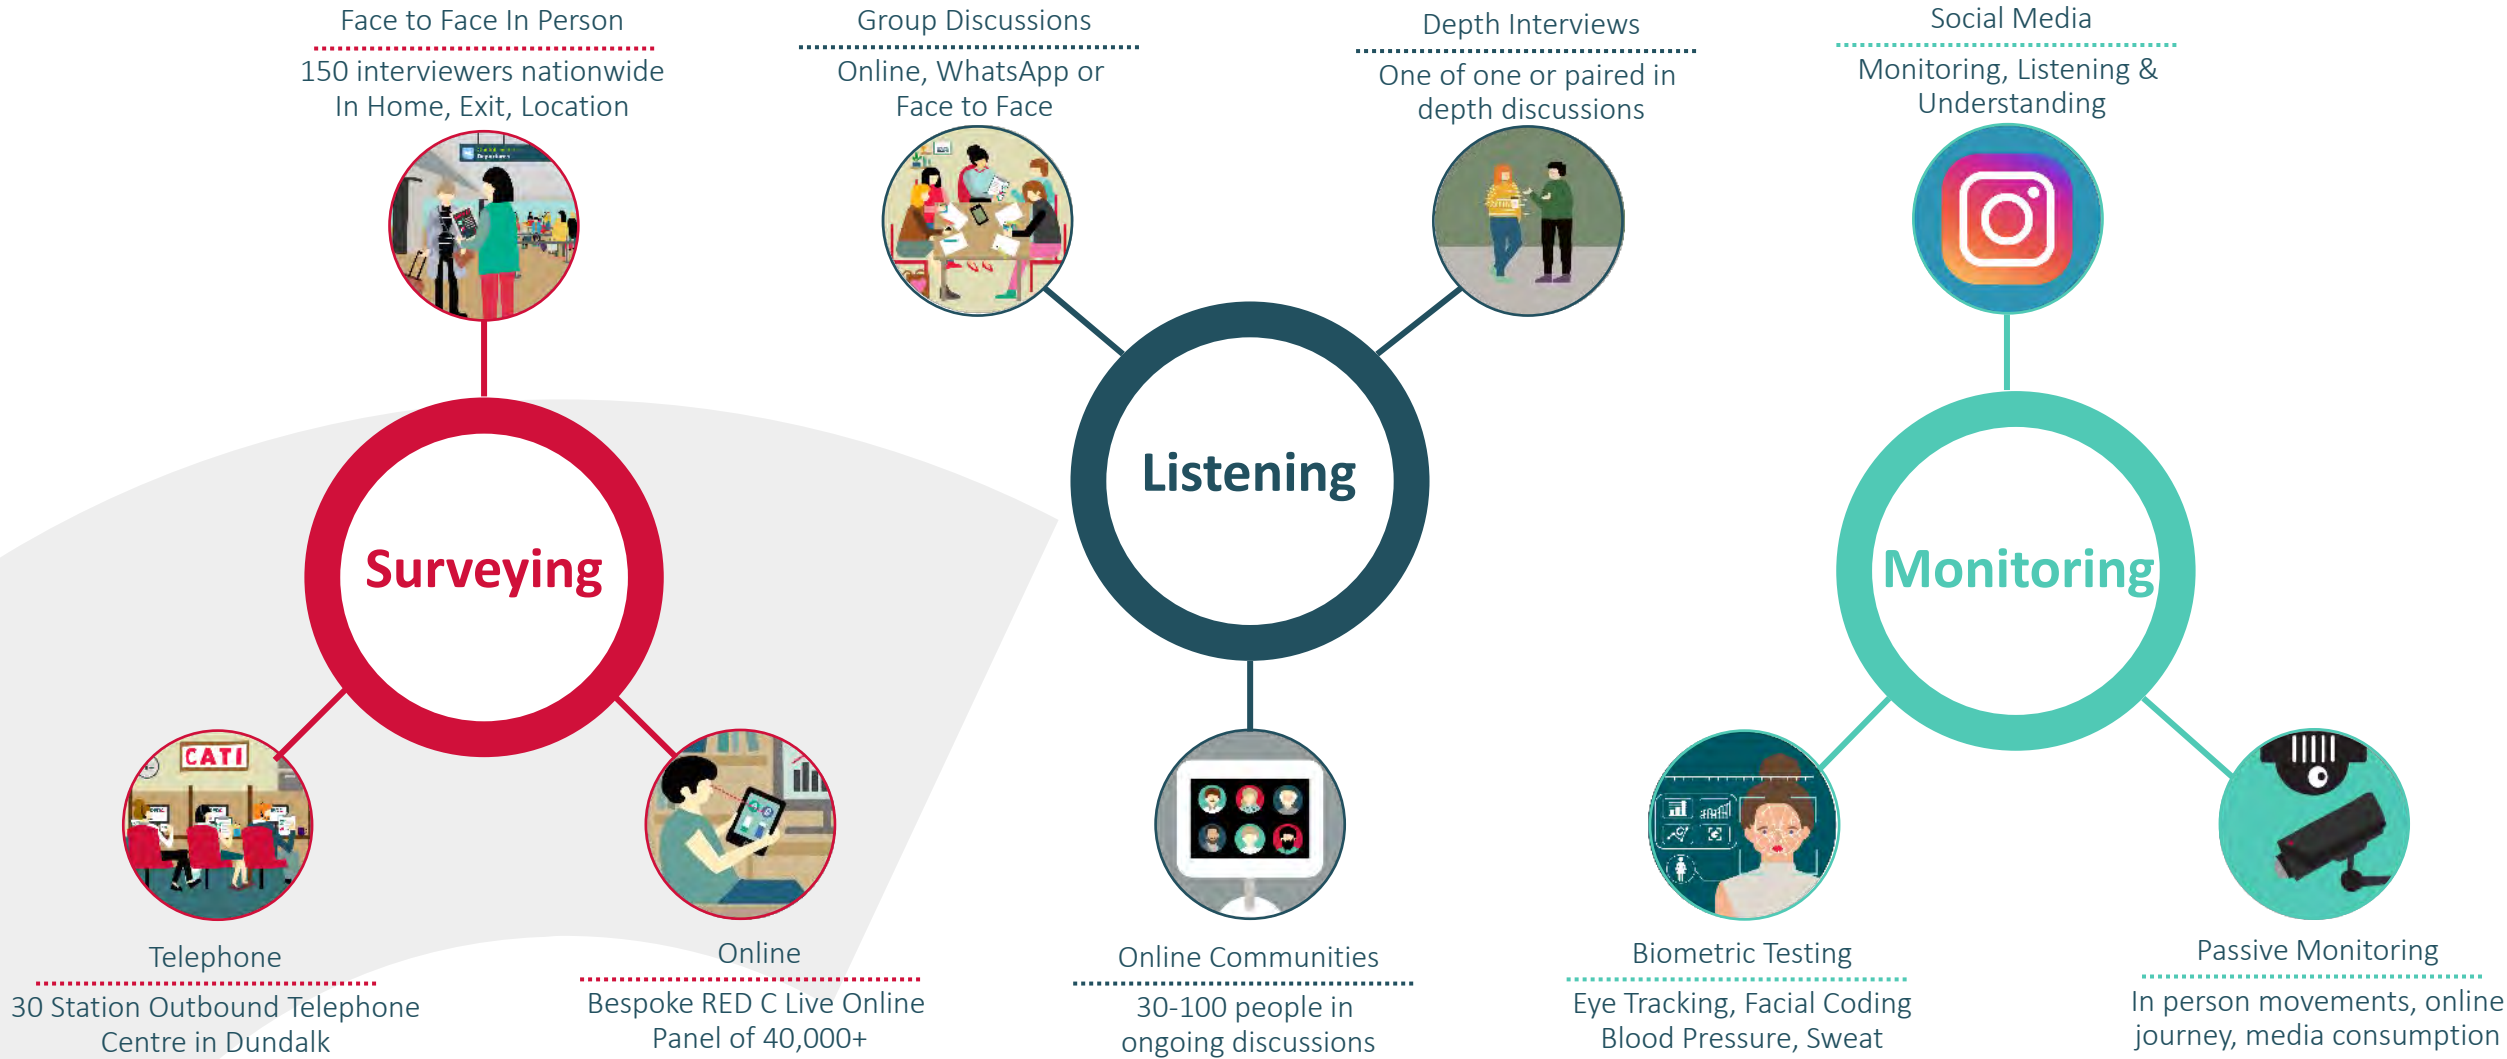 Face to Face In Person
150 interviewers nationwide
In Home, Exit, Location
Group Discussions
Online, WhatsApp or
Face to Face
Depth Interviews
One of one or paired in
depth discussions
Social Media
Monitoring, Listening &
Understanding
Departures
Surveying
Listening
Monitoring
CATI
Telephone
30 Station Outbound Telephone
Centre in Dundalk
Online
Bespoke RED C Live Online
Panel of 40,000+
Online Communities
30-100 people in
ongoing discussions
Biometric Testing
Eye Tracking, Facial Coding
Blood Pressure, Sweat
Passive Monitoring
In person movements, online
journey, media consumption